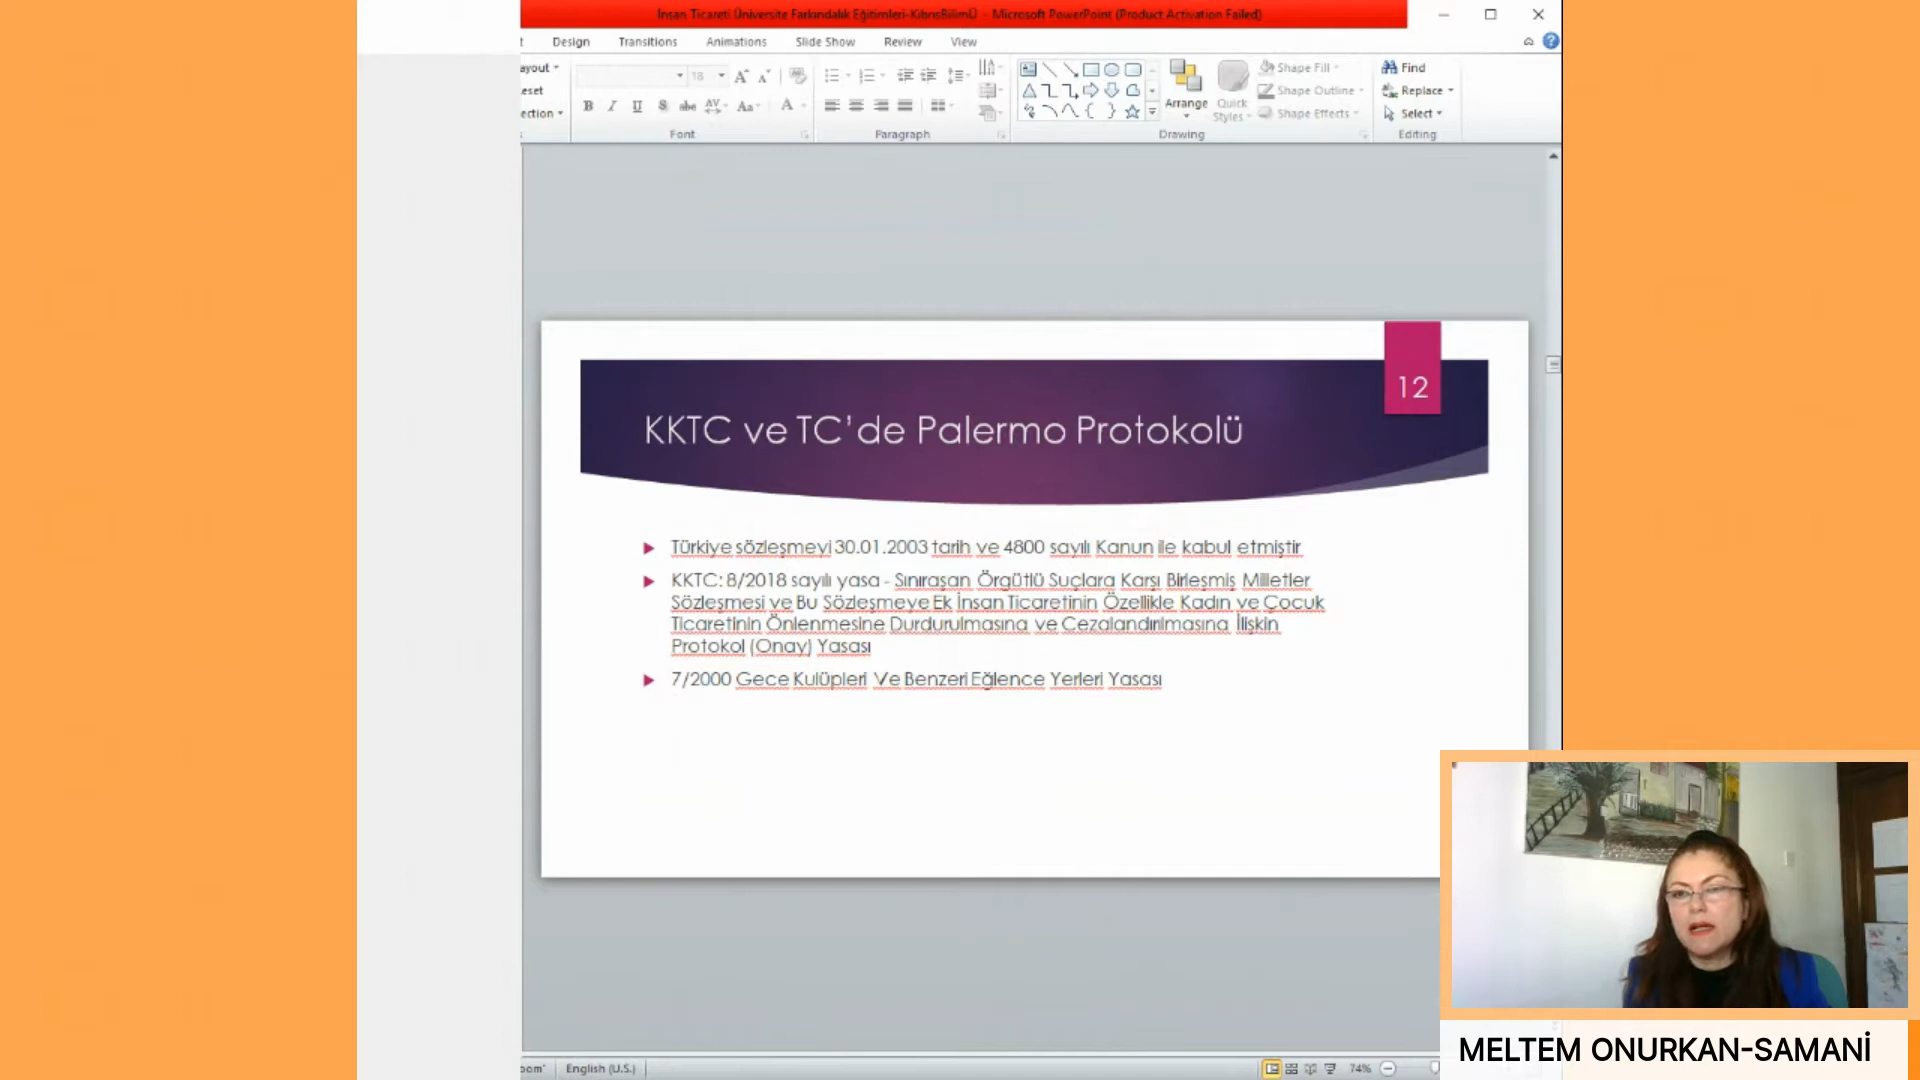 İnsan Ticareti Üniversite Farkındalık Eğitimleri-KıbrısBilimÜ - Microsoft PowerPoint (Product Activation Failed)
Design Transitions Animations Slide Show Review View
ayout
eset
ection
18
Font
Paragraph
Arrange
Quick
Styles
Shape Fill
Shape Outline
Shape Effects
Drawing
Find
Replace
Select
Editing
12
KKTC ve TC’de Palermo Protokolü
Türkiye sözleşmeyi 30.01.2003 tarih ve 4800 sayılı Kanun ile kabul etmiştir
KKTC: 8/2018 sayılı yasa - Sınıraşan Örgütlü Suçlara Karşı Birleşmiş Milletler
Sözleşmesi ve Bu Sözleşmeye Ek İnsan Ticaretinin Özellikle Kadın ve Çocuk
Ticaretinin Önlenmesine Durdurulmasına ve Cezalandırılmasına İlişkin
Protokol (Onay) Yasası
7/2000 Gece Kulüpleri Ve Benzeri Eğlence Yerleri Yasası
MELTEM ONURKAN-SAMANİ
oom"
English (U.S.)
74%